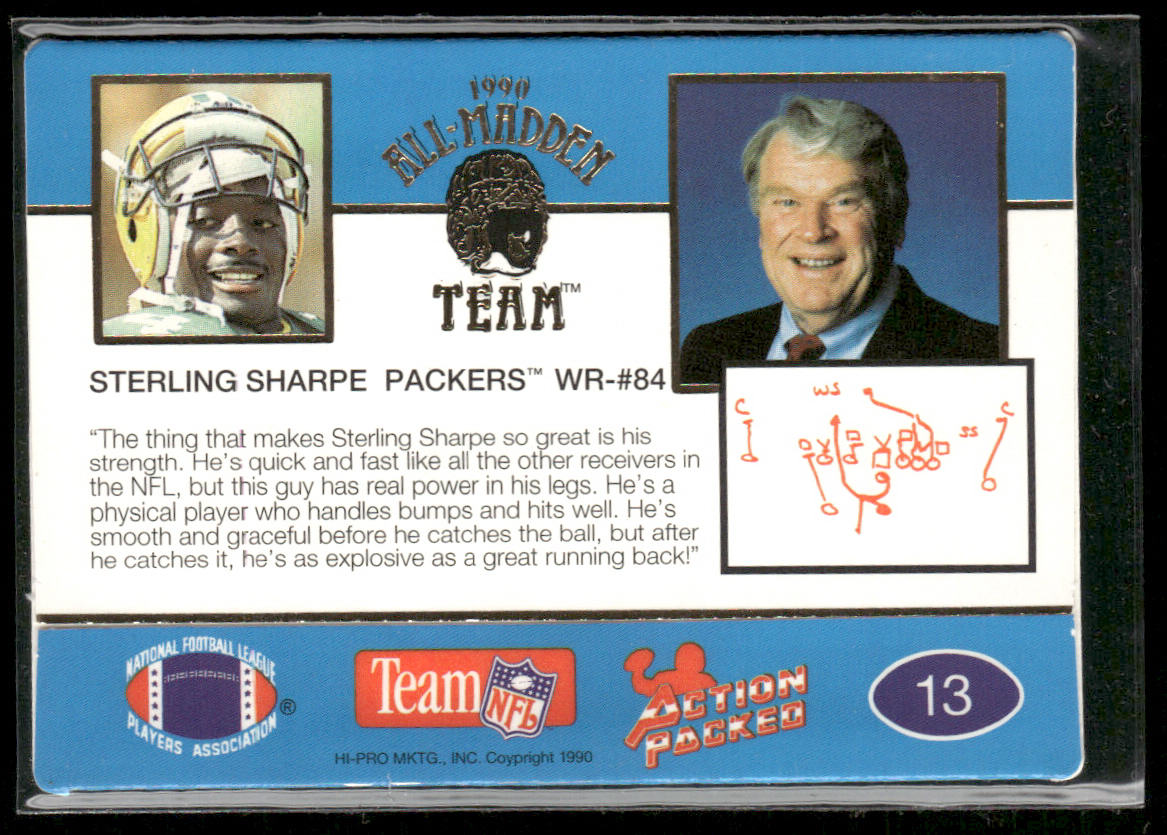 1990
ALL-MADDEN
TEAM™
STERLING SHARPE PACKERS™ WR-#84
“The thing that makes Sterling Sharpe so great is his
strength. He’s quick and fast like all the other receivers in
the NFL, but this guy has real power in his legs. He’s a
physical player who handles bumps and hits well. He’s
smooth and graceful before he catches the ball, but after
he catches it, he’s as explosive as a great running back!”
C
WS
SS
C
NATIONAL FOOTBALL LEAGUE
PLAYERS ASSOCIATION
®
Team NFL
ACTION
PACKED
13
HI-PRO MKTG., INC. Coypright 1990